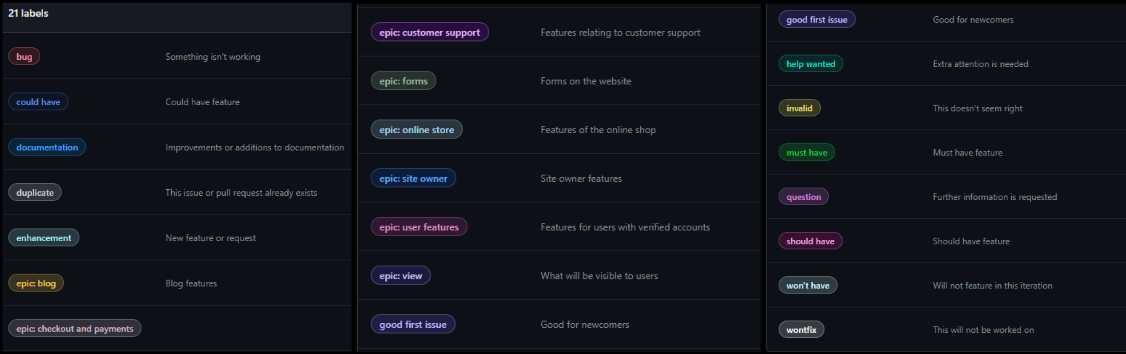 21 labels
bug Something isn't working
could have Could have feature
documentation Improvements or additions to documentation
duplicate This issue or pull request already exists
enhancement New feature or request
epic: blog Blog features
epic: checkout and payments
epic: customer support Features relating to customer support
epic: forms Forms on the website
epic: online store Features of the online shop
epic: site owner Site owner features
epic: user features Features for users with verified accounts
epic: view What will be visible to users
good first issue Good for newcomers
good first issue Good for newcomers
help wanted Extra attention is needed
invalid This doesn't seem right
must have Must have feature
question Further information is requested
should have Should have feature
won't have Will not feature in this iteration
wontfix This will not be worked on